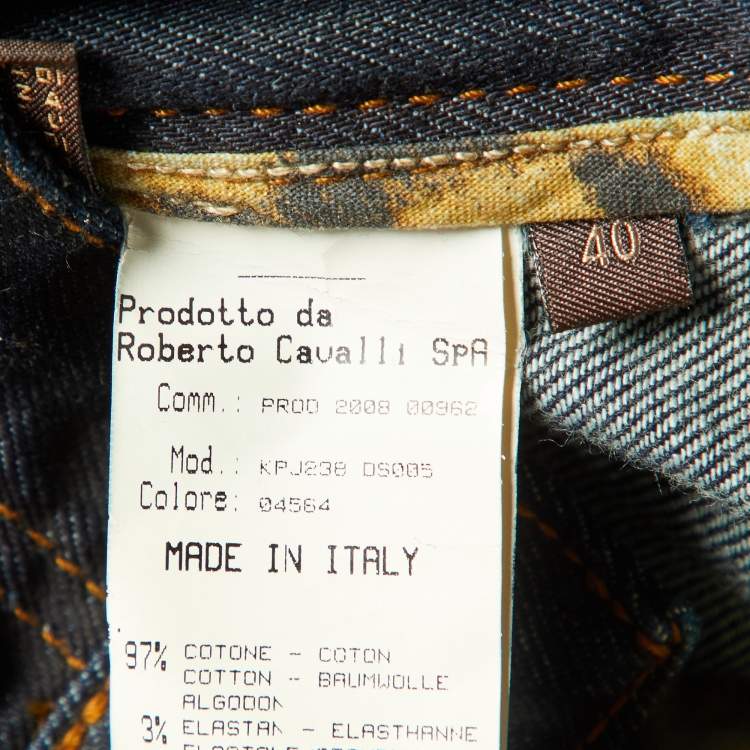 40
Prodotto da
Roberto Cavalli SpA
Comm.: PROD 2008 00962
Mod.: KPJ238 DS005
Colore: 04564
MADE IN ITALY
97% COTONE - COTON
COTTON - BAUMWOLLE
ALGODON
3% ELASTAN - ELASTHANNE